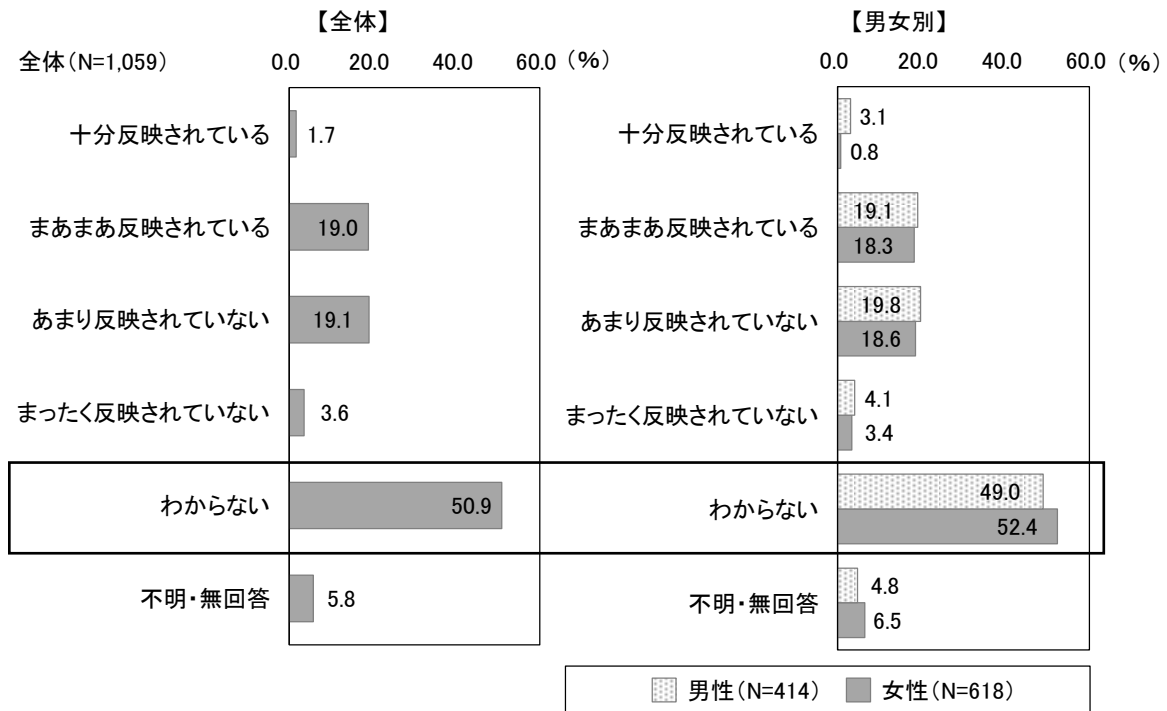 【全体】
全体(N=1,059)
0.0 20.0 40.0 60.0 (%)
十分反映されている 1.7
まあまあ反映されている 19.0
あまり反映されていない 19.1
まったく反映されていない 3.6
わからない 50.9
不明・無回答 5.8
【男女別】
0.0 20.0 40.0 60.0 (%)
十分反映されている 3.1
0.8
まあまあ反映されている 19.1
18.3
あまり反映されていない 19.8
18.6
まったく反映されていない 4.1
3.4
わからない 49.0
52.4
不明・無回答 4.8
6.5
男性(N=414) 女性(N=618)